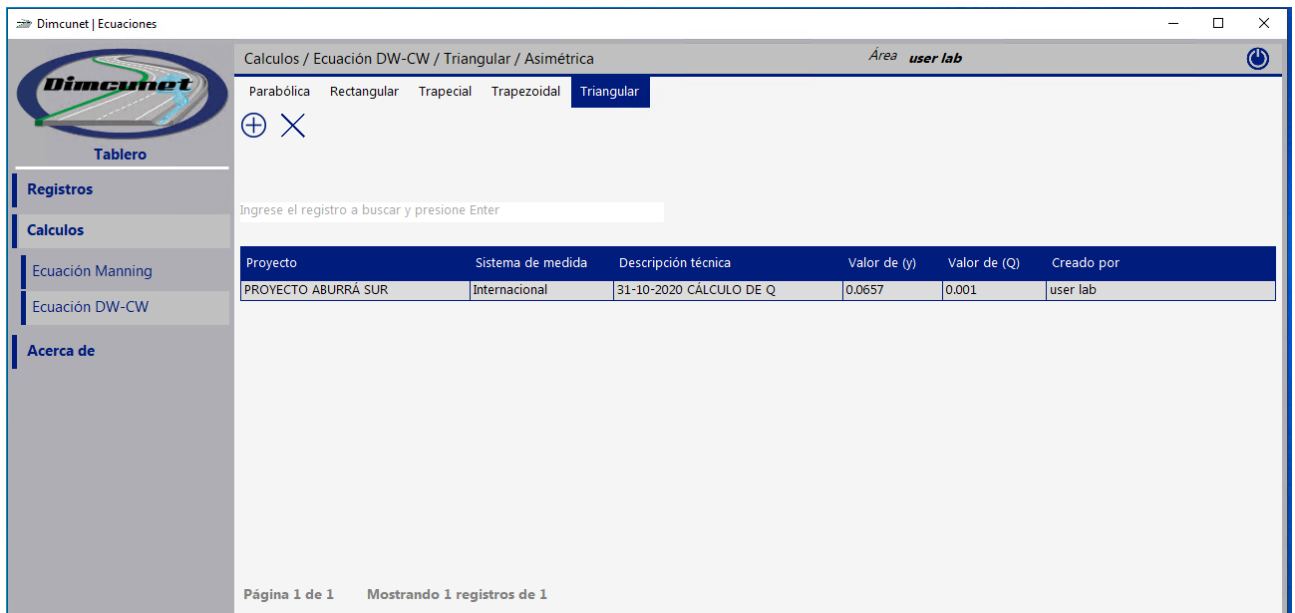 Dimcunet | Ecuaciones
Dimcunet
Tablero
Registros
Calculos
Ecuación Manning
Ecuación DW-CW
Acerca de
Calculos / Ecuación DW-CW / Triangular / Asimétrica
Área user lab
Parabólica Rectangular Trapecial Trapezoidal Triangular
Ingrese el registro a buscar y presione Enter
Proyecto Sistema de medida Descripción técnica Valor de (y) Valor de (Q) Creado por
PROYECTO ABURRÁ SUR Internacional 31-10-2020 CÁLCULO DE Q 0.0657 0.001 user lab
Página 1 de 1 Mostrando 1 registros de 1